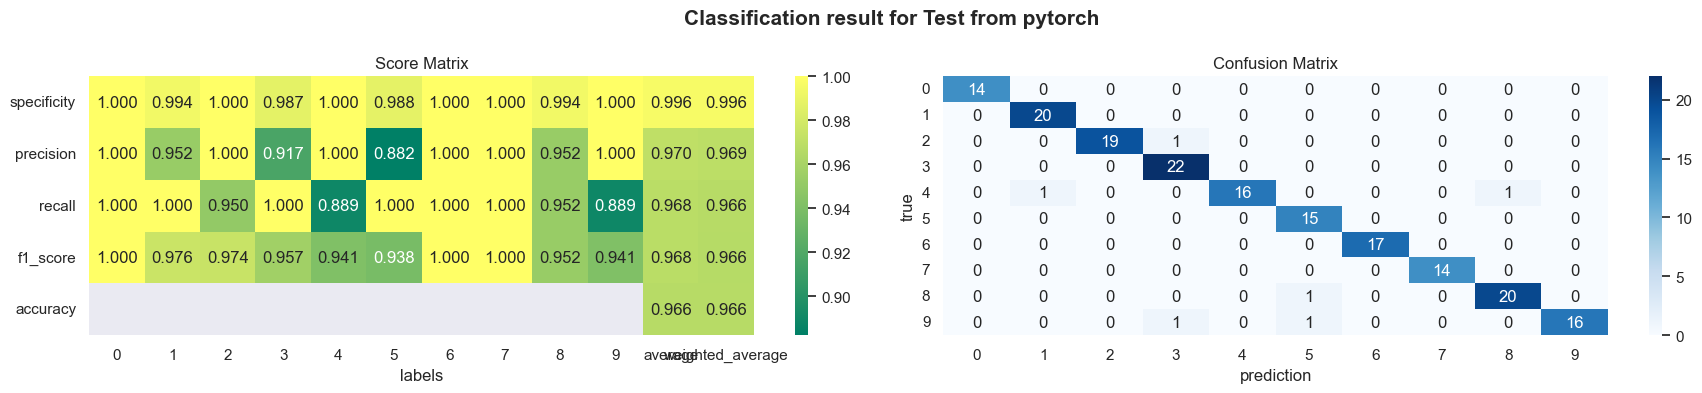 Classification result for Test from pytorch
Score Matrix
specificity 1.000 0.994 1.000 0.987 1.000 0.988 1.000 1.000 0.994 1.000 0.996 0.996
precision 1.000 0.952 1.000 0.917 1.000 0.882 1.000 1.000 0.952 1.000 0.970 0.969
recall 1.000 1.000 0.950 1.000 0.889 1.000 1.000 1.000 0.952 0.889 0.968 0.966
f1_score 1.000 0.976 0.974 0.957 0.941 0.938 1.000 1.000 0.952 0.941 0.968 0.966
accuracy 0.966 0.966
0 1 2 3 4 5 6 7 8 9 average weighted_average
labels
1.00
0.98
0.96
0.94
0.92
0.90
Confusion Matrix
true
0 14 0 0 0 0 0 0 0 0 0
1 0 20 0 0 0 0 0 0 0 0
2 0 0 19 1 0 0 0 0 0 0
3 0 0 0 22 0 0 0 0 0 0
4 0 1 0 0 16 0 0 0 1 0
5 0 0 0 0 0 15 0 0 0 0
6 0 0 0 0 0 0 17 0 0 0
7 0 0 0 0 0 0 0 14 0 0
8 0 0 0 0 0 1 0 0 20 0
9 0 0 0 1 0 1 0 0 0 16
0 1 2 3 4 5 6 7 8 9
prediction
20
15
10
5
0